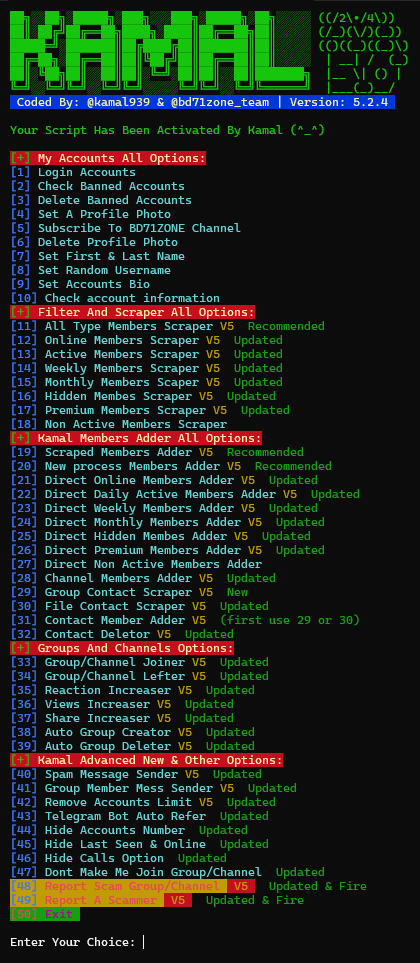 KAMAL
((/2\•/4\))
(/_)(\/)(_))
(()((_)((_)\)
| __| /  (_)
|__ \| () |
|___(_)__/
Coded By: @kamal939 & @bd71zone_team | Version: 5.2.4
Your Script Has Been Activated By Kamal (^_^)
[+] My Accounts All Options:
[1] Login Accounts
[2] Check Banned Accounts
[3] Delete Banned Accounts
[4] Set A Profile Photo
[5] Subscribe To BD71ZONE Channel
[6] Delete Profile Photo
[7] Set First & Last Name
[8] Set Random Username
[9] Set Accounts Bio
[10] Check account information
[+] Filter And Scraper All Options:
[11] All Type Members Scraper V5  Recommended
[12] Online Members Scraper V5  Updated
[13] Active Members Scraper V5  Updated
[14] Weekly Members Scraper V5  Updated
[15] Monthly Members Scaper V5  Updated
[16] Hidden Membes Scraper V5  Updated
[17] Premium Members Scraper V5  Updated
[18] Non Active Members Scraper
[+] Kamal Members Adder All Options:
[19] Scraped Members Adder V5  Recommended
[20] New process Members Adder V5  Recommended
[21] Direct Online Members Adder V5  Updated
[22] Direct Daily Active Members Adder V5  Updated
[23] Direct Weekly Members Adder V5  Updated
[24] Direct Monthly Members Adder V5  Updated
[25] Direct Hidden Membes Adder V5  Updated
[26] Direct Premium Members Adder V5  Updated
[27] Direct Non Active Members Adder
[28] Channel Members Adder V5  Updated
[29] Group Contact Scraper V5  New
[30] File Contact Scraper V5  Updated
[31] Contact Member Adder V5  (first use 29 or 30)
[32] Contact Deletor V5  Updated
[+] Groups And Channels Options:
[33] Group/Channel Joiner V5  Updated
[34] Group/Channel Lefter V5  Updated
[35] Reaction Increaser V5  Updated
[36] Views Increaser V5  Updated
[37] Share Increaser V5  Updated
[38] Auto Group Creator V5  Updated
[39] Auto Group Deleter V5  Updated
[+] Kamal Advanced New & Other Options:
[40] Spam Message Sender V5  Updated
[41] Group Member Mess Sender V5  Updated
[42] Remove Accounts Limit V5  Updated
[43] Telegram Bot Auto Refer  Updated
[44] Hide Accounts Number  Updated
[45] Hide Last Seen & Online  Updated
[46] Hide Calls Option  Updated
[47] Dont Make Me Join Group/Channel  Updated
[48] Report Scam Group/Channel V5  Updated & Fire
[49] Report A Scammer V5  Updated & Fire
[50] Exit
Enter Your Choice: